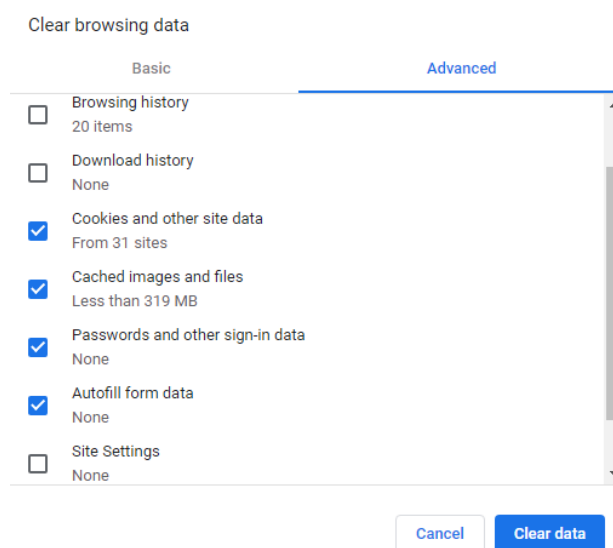 Clear browsing data
Basic
Advanced
Browsing history
20 items
Download history
None
Cookies and other site data
From 31 sites
Cached images and files
Less than 319 MB
Passwords and other sign-in data
None
Autofill form data
None
Site Settings
None
Cancel
Clear data